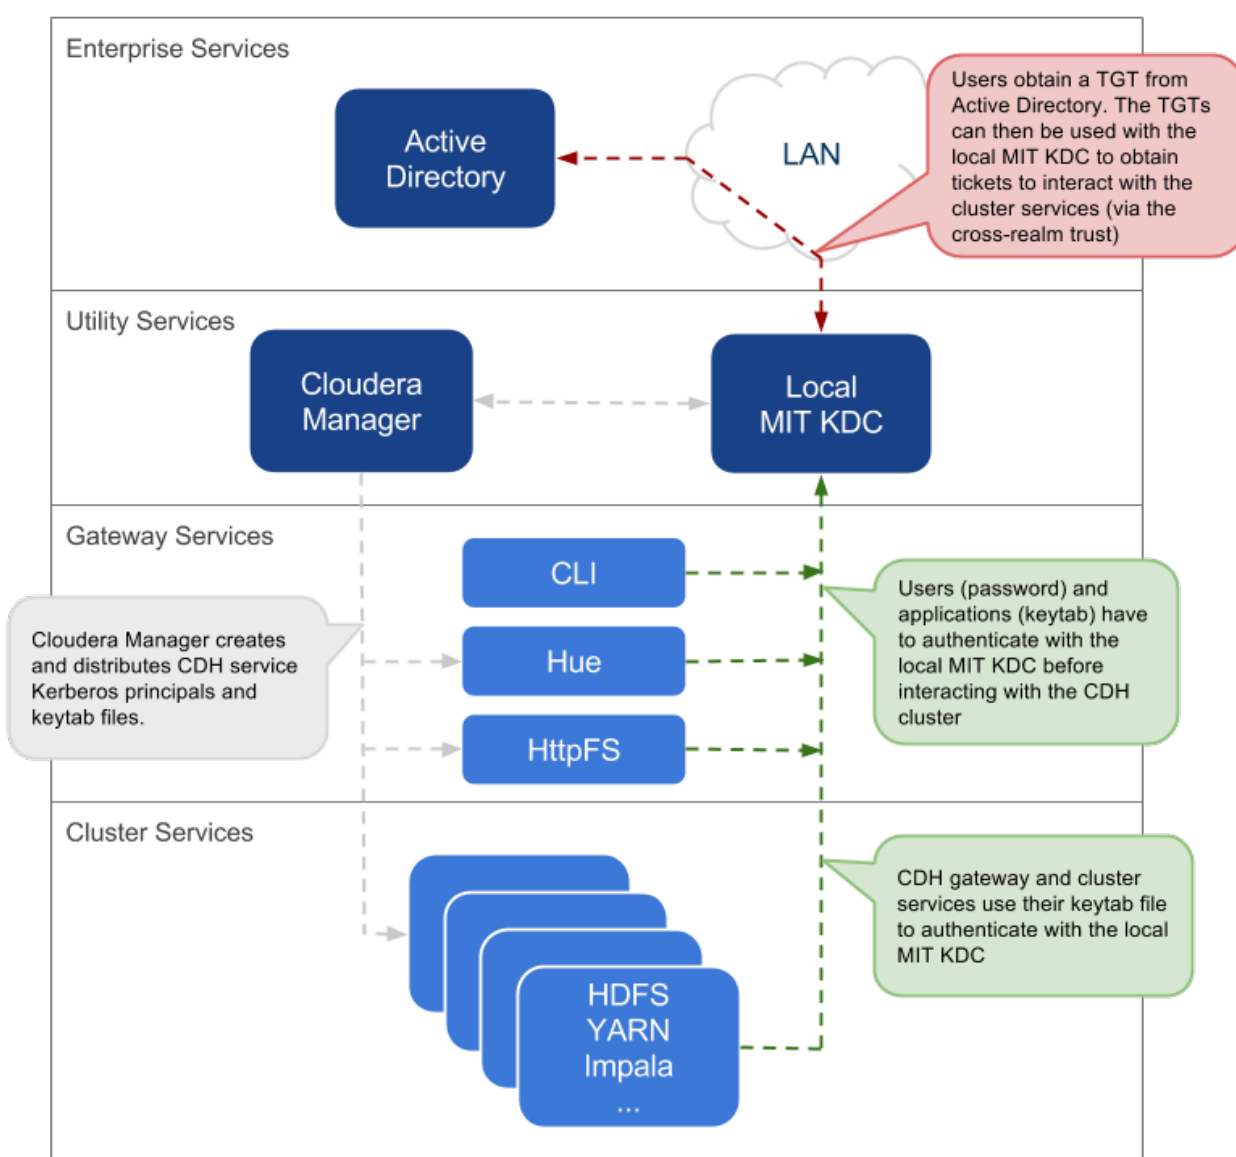 Enterprise Services
Active
Directory
LAN
Users obtain a TGT from
Active Directory. The TGTs
can then be used with the
local MIT KDC to obtain
tickets to interact with the
cluster services (via the
cross-realm trust)
Utility Services
Cloudera
Manager
Local
MIT KDC
Gateway Services
CLI
Hue
HttpFS
Cloudera Manager creates
and distributes CDH service
Kerberos principals and
keytab files.
Users (password) and
applications (keytab) have
to authenticate with the
local MIT KDC before
interacting with the CDH
cluster
Cluster Services
HDFS
YARN
Impala
...
CDH gateway and cluster
services use their keytab file
to authenticate with the local
MIT KDC